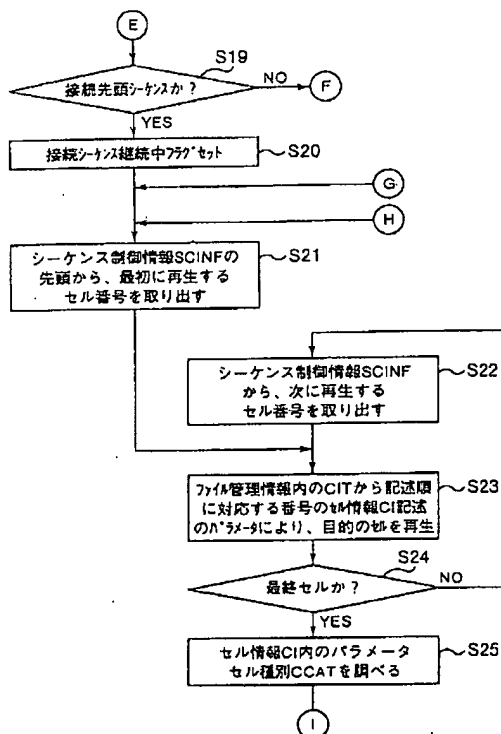 E
S19
接続先頭シーケンスか?
NO
F
YES
接続シーケンス継続中フラグセット
S20
G
H
シーケンス制御情報SCINFの
先頭から、最初に再生する
セル番号を取り出す
S21
シーケンス制御情報SCINF
から、次に再生する
セル番号を取り出す
S22
ファイル管理情報内のCITから記述順
に対応する番号のセル情報CI記述
のパラメータにより、目的のセルを再生
S23
S24
最終セルか?
NO
YES
セル情報CI内のパラメータ
セル種別CCATを調べる
S25
I